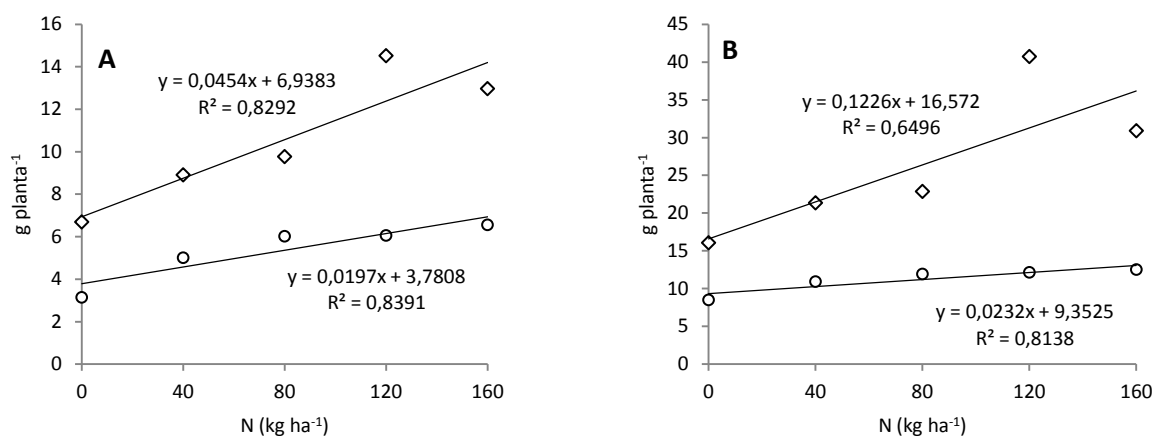 A
16
14
12
10
8
6
4
2
0
g planta⁻¹
y = 0,0454x + 6,9383
R² = 0,8292
y = 0,0197x + 3,7808
R² = 0,8391
0 40 80 120 160
N (kg ha⁻¹)
B
45
40
35
30
25
20
15
10
5
0
g planta⁻¹
y = 0,1226x + 16,572
R² = 0,6496
y = 0,0232x + 9,3525
R² = 0,8138
0 40 80 120 160
N (kg ha⁻¹)